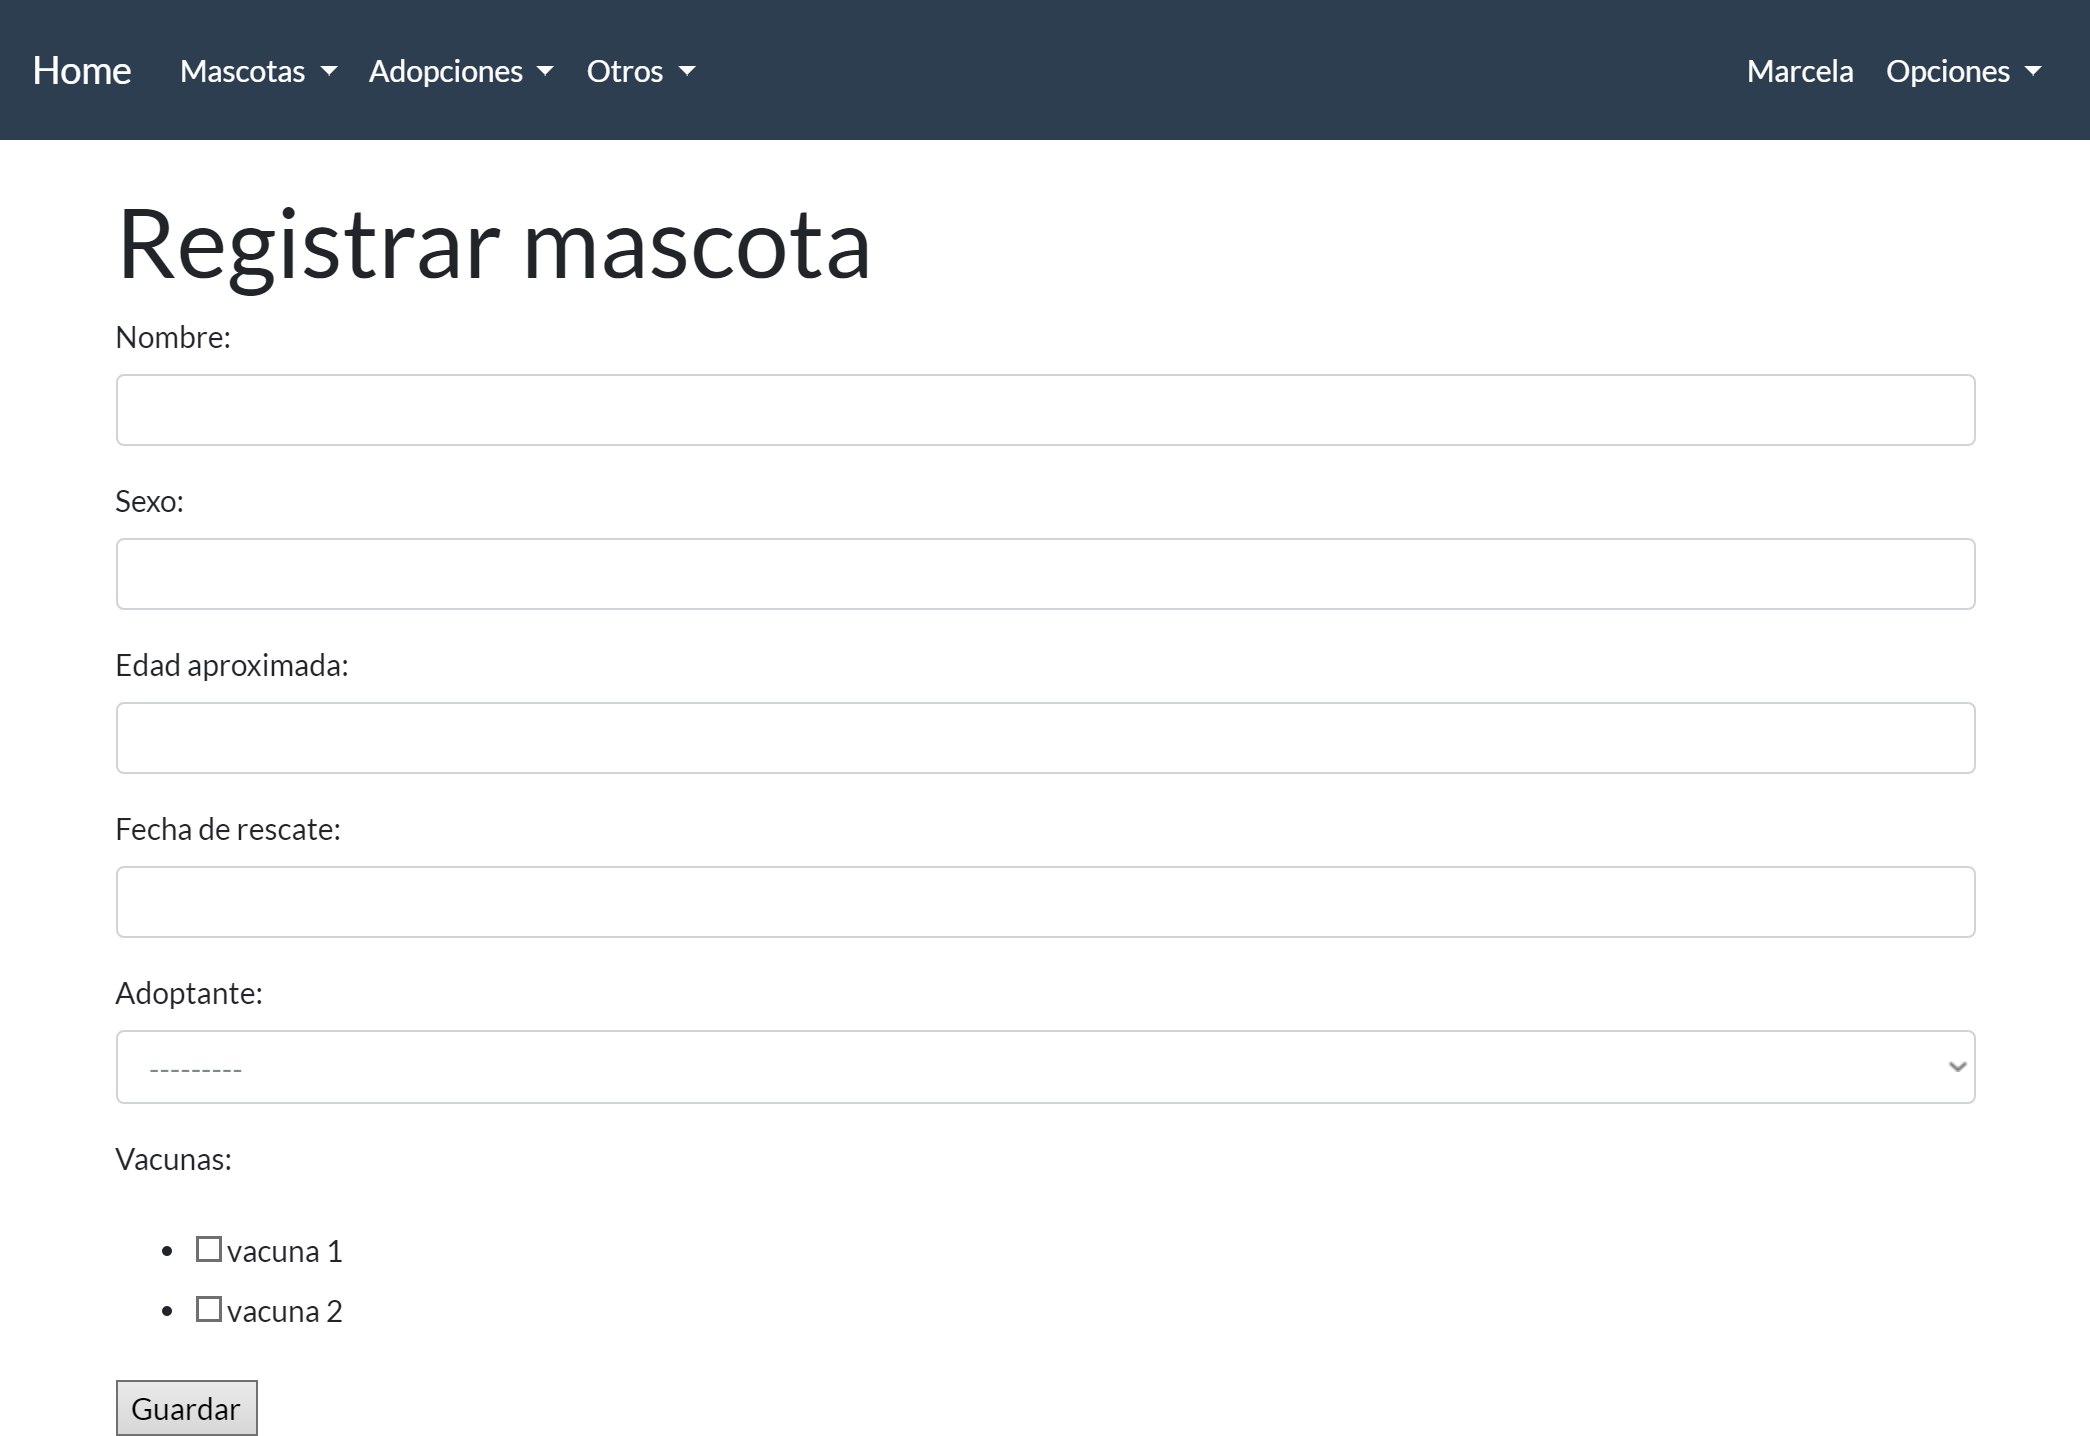 Home Mascotas Adopciones Otros Marcela Opciones
Registrar mascota
Nombre:
Sexo:
Edad aproximada:
Fecha de rescate:
Adoptante:
---------
Vacunas:
vacuna 1
vacuna 2
Guardar